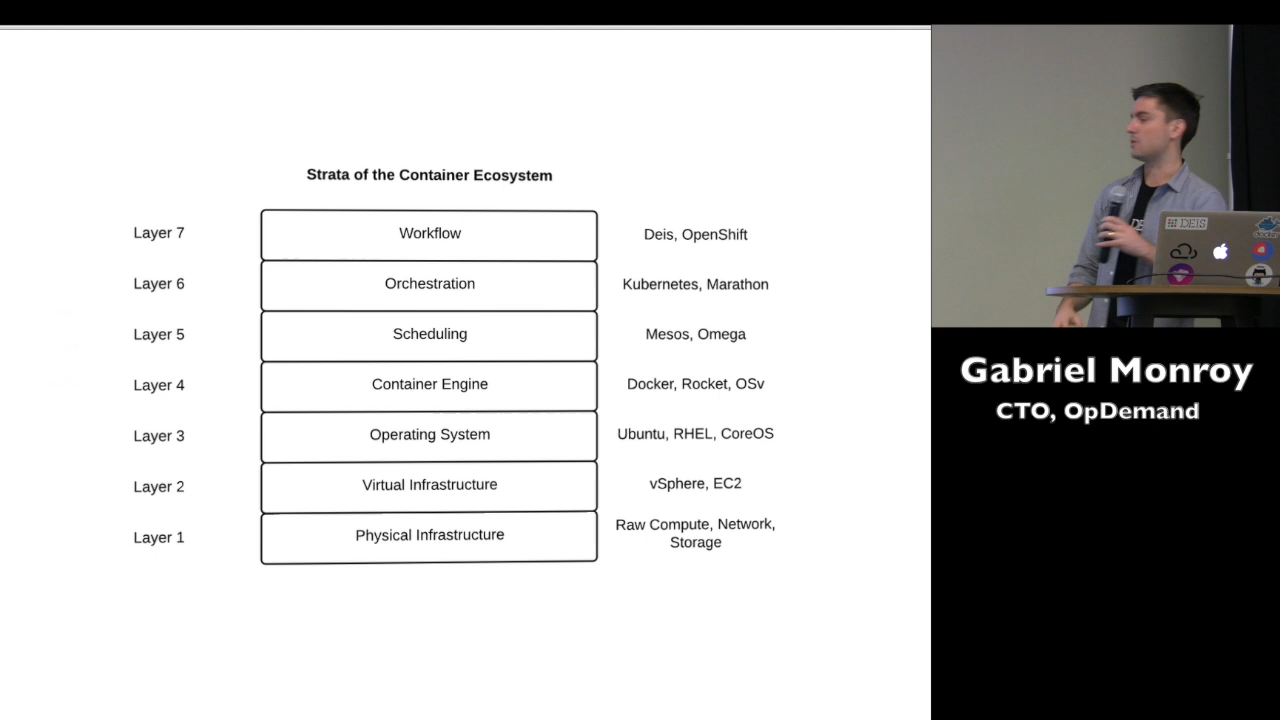 Strata of the Container Ecosystem
Layer 7 Workflow Deis, OpenShift
Layer 6 Orchestration Kubernetes, Marathon
Layer 5 Scheduling Mesos, Omega
Layer 4 Container Engine Docker, Rocket, OSv
Layer 3 Operating System Ubuntu, RHEL, CoreOS
Layer 2 Virtual Infrastructure vSphere, EC2
Layer 1 Physical Infrastructure Raw Compute, Network,
Storage
DEIS
Gabriel Monroy
CTO, OpDemand